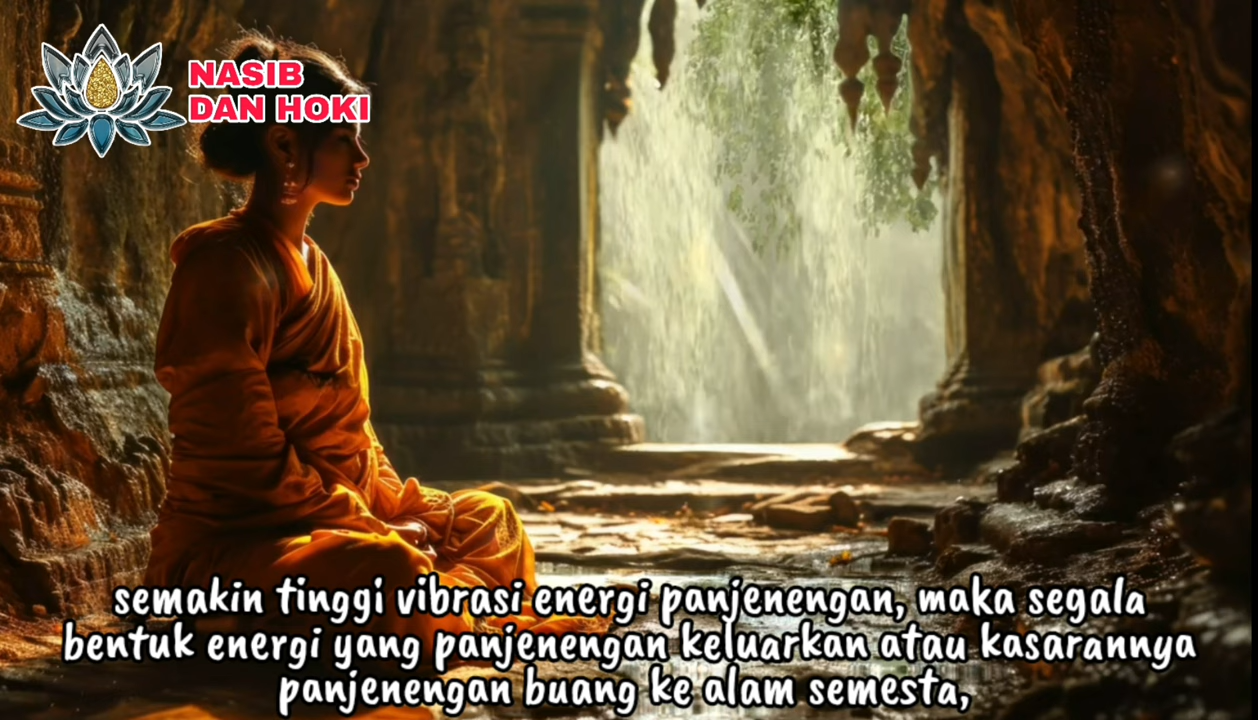 NASIB
DAN HOKI
semakin tinggi vibrasi energi panjenengan, maka segala
bentuk energi yang panjenengan keluarkan atau kasarannya
panjenengan buang ke alam semesta,